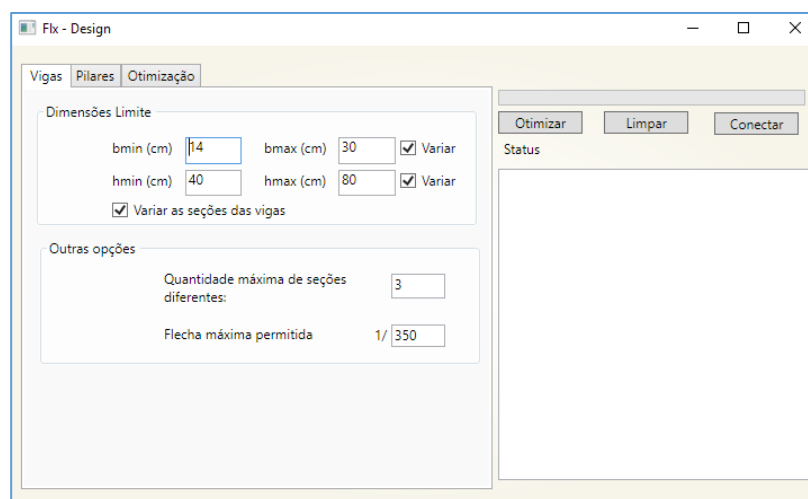 Flx - Design
Vigas Pilares Otimização
Dimensões Limite
bmin (cm) 14 bmax (cm) 30 Variar
hmin (cm) 40 hmax (cm) 80 Variar
Variar as seções das vigas
Outras opções
Quantidade máxima de seções
diferentes: 3
Flecha máxima permitida 1/ 350
Otimizar Limpar Conectar
Status